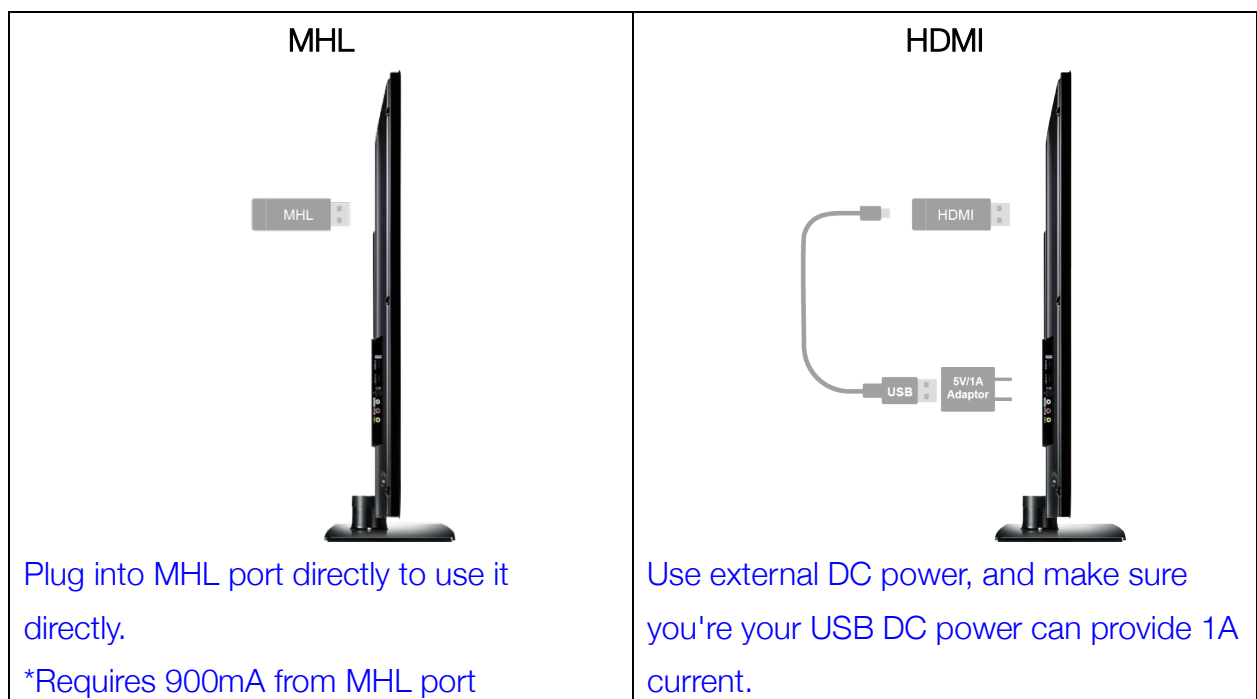 MHL
MHL
Plug into MHL port directly to use it
directly.
*Requires 900mA from MHL port
HDMI
HDMI
USB
5V/1A
Adaptor
Use external DC power, and make sure
you're your USB DC power can provide 1A
current.